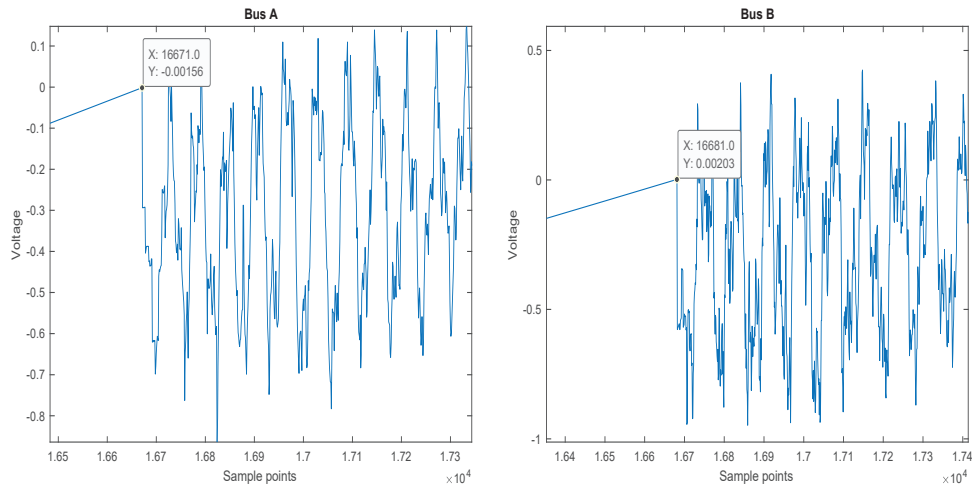 Bus A
X: 16671.0
Y: -0.00156
0.1
0
-0.1
-0.2
-0.3
-0.4
-0.5
-0.6
-0.7
-0.8
Voltage
1.65 1.66 1.67 1.68 1.69 1.7 1.71 1.72 1.73
Sample points
×10⁴
Bus B
X: 16681.0
Y: 0.00203
0.5
0
-0.5
-1
Voltage
1.64 1.65 1.66 1.67 1.68 1.69 1.7 1.71 1.72 1.73 1.74
Sample points
×10⁴